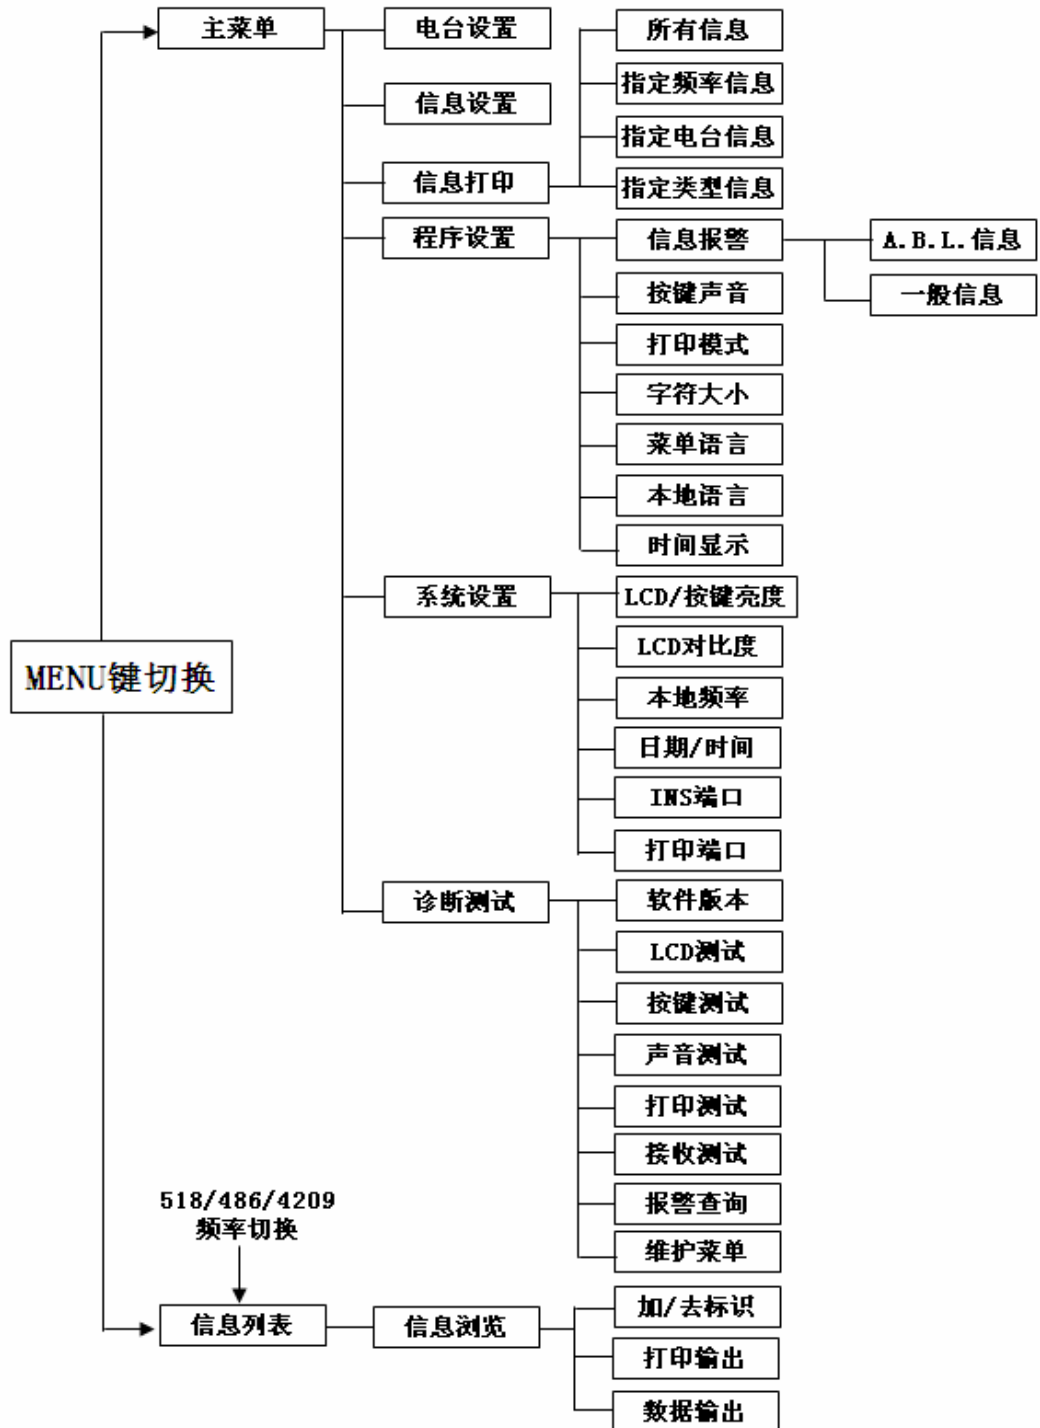 主菜单
电台设置
所有信息
指定频率信息
信息设置
指定电台信息
信息打印
指定类型信息
程序设置
信息报警
A.B.L.信息
按键声音
一般信息
打印模式
字符大小
菜单语言
本地语言
时间显示
系统设置
LCD/按键亮度
LCD对比度
MENU键切换
本地频率
日期/时间
INS端口
打印端口
诊断测试
软件版本
LCD测试
按键测试
声音测试
打印测试
接收测试
518/486/4209
频率切换
报警查询
维护菜单
信息列表
信息浏览
加/去标识
打印输出
数据输出